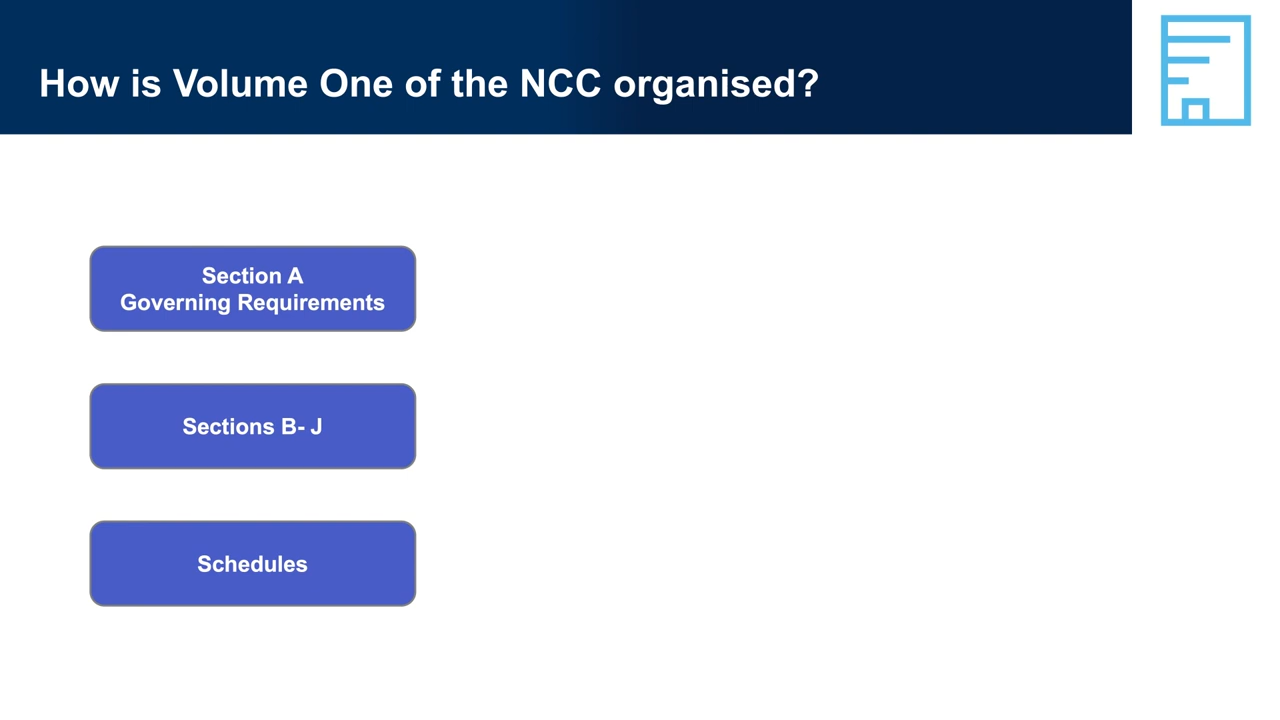 How is Volume One of the NCC organised?
Section A
Governing Requirements
Sections B- J
Schedules